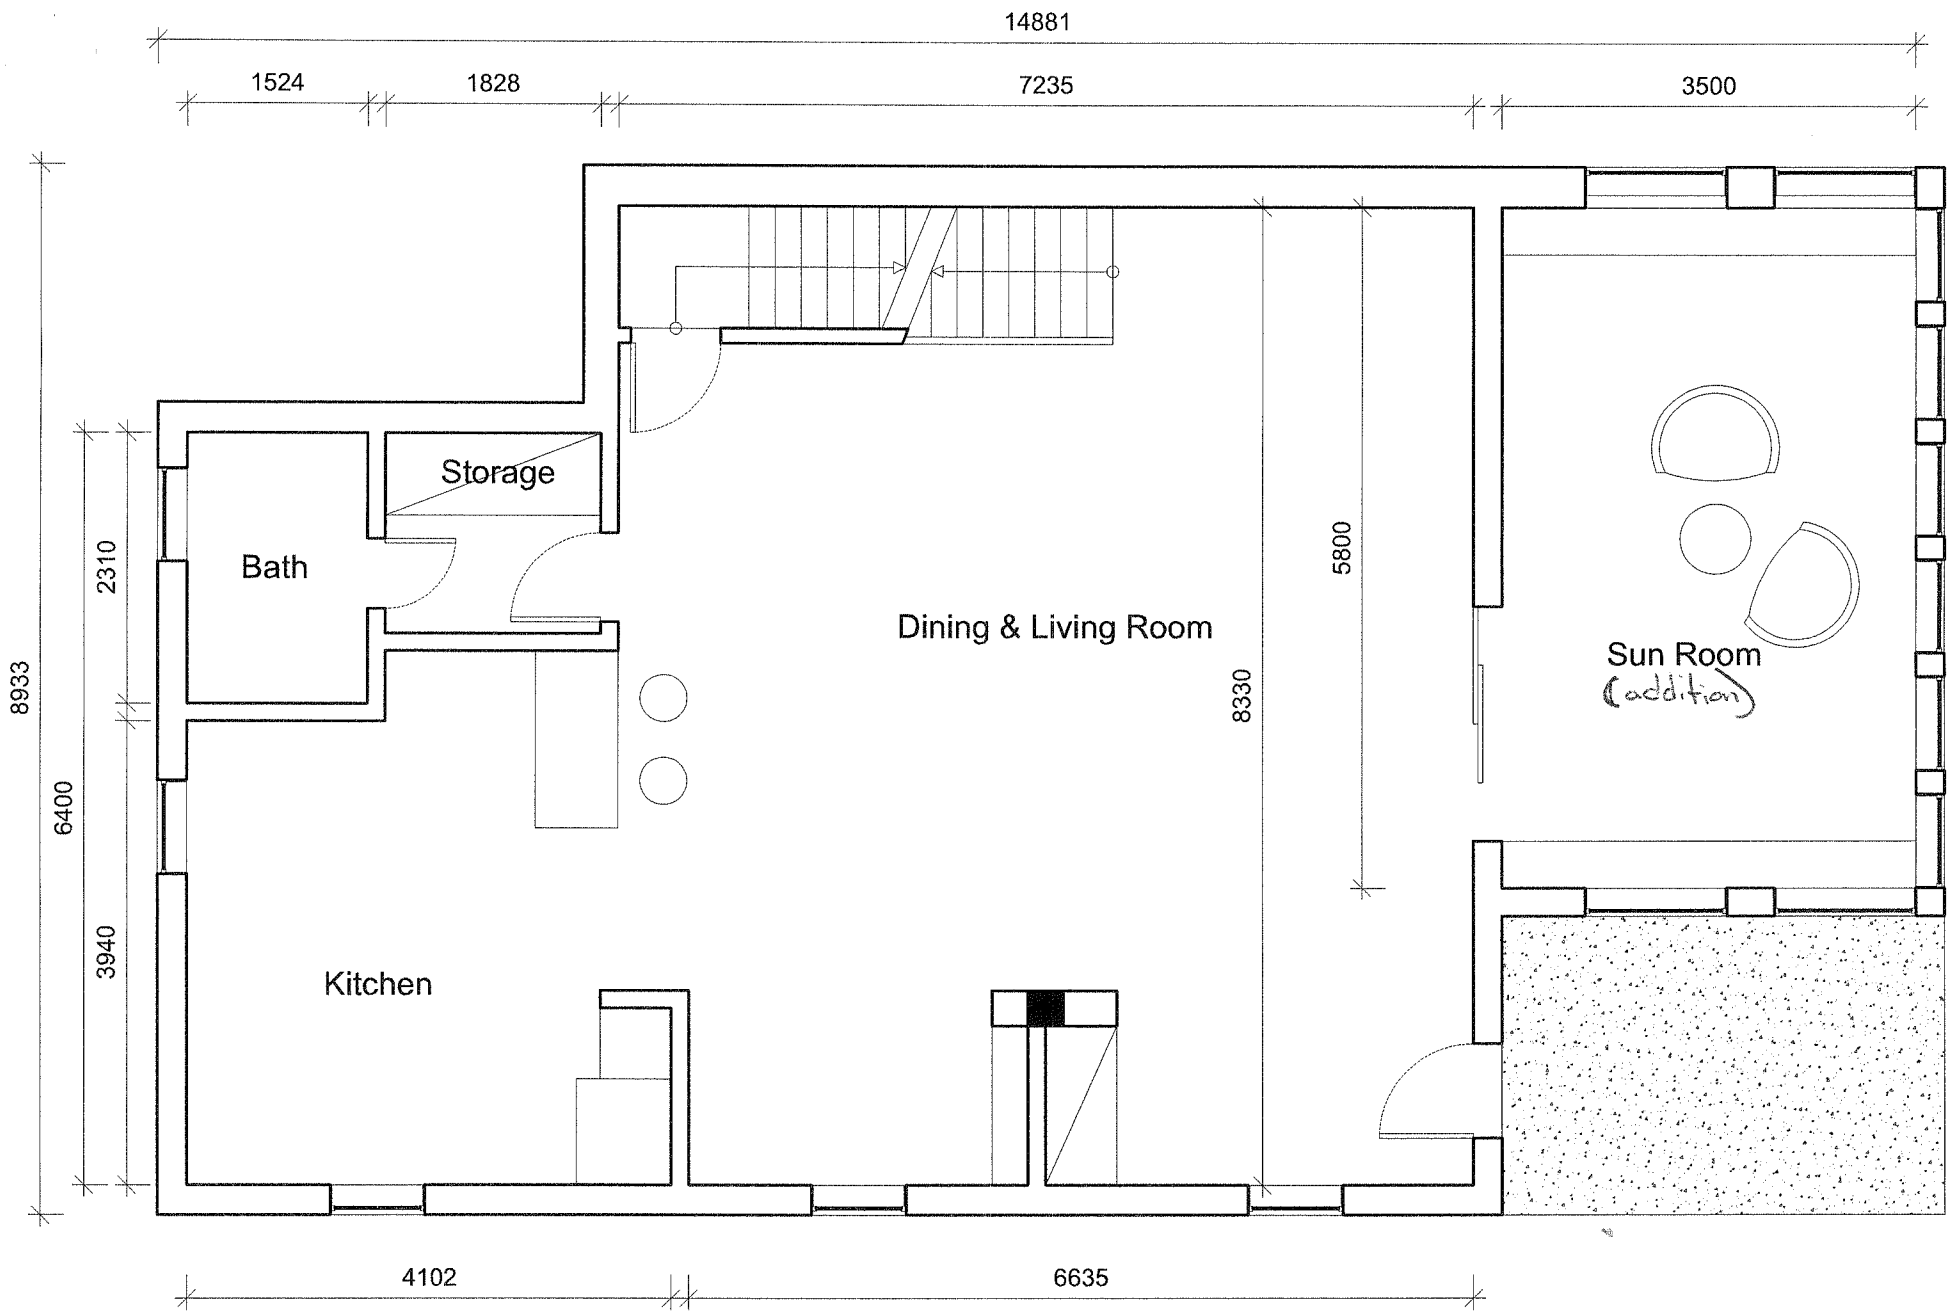 14881
1524
1828
7235
3500
Storage
Bath
2310
5800
Dining & Living Room
Sun Room
(addition)
8933
8330
6400
3940
Kitchen
4102
6635